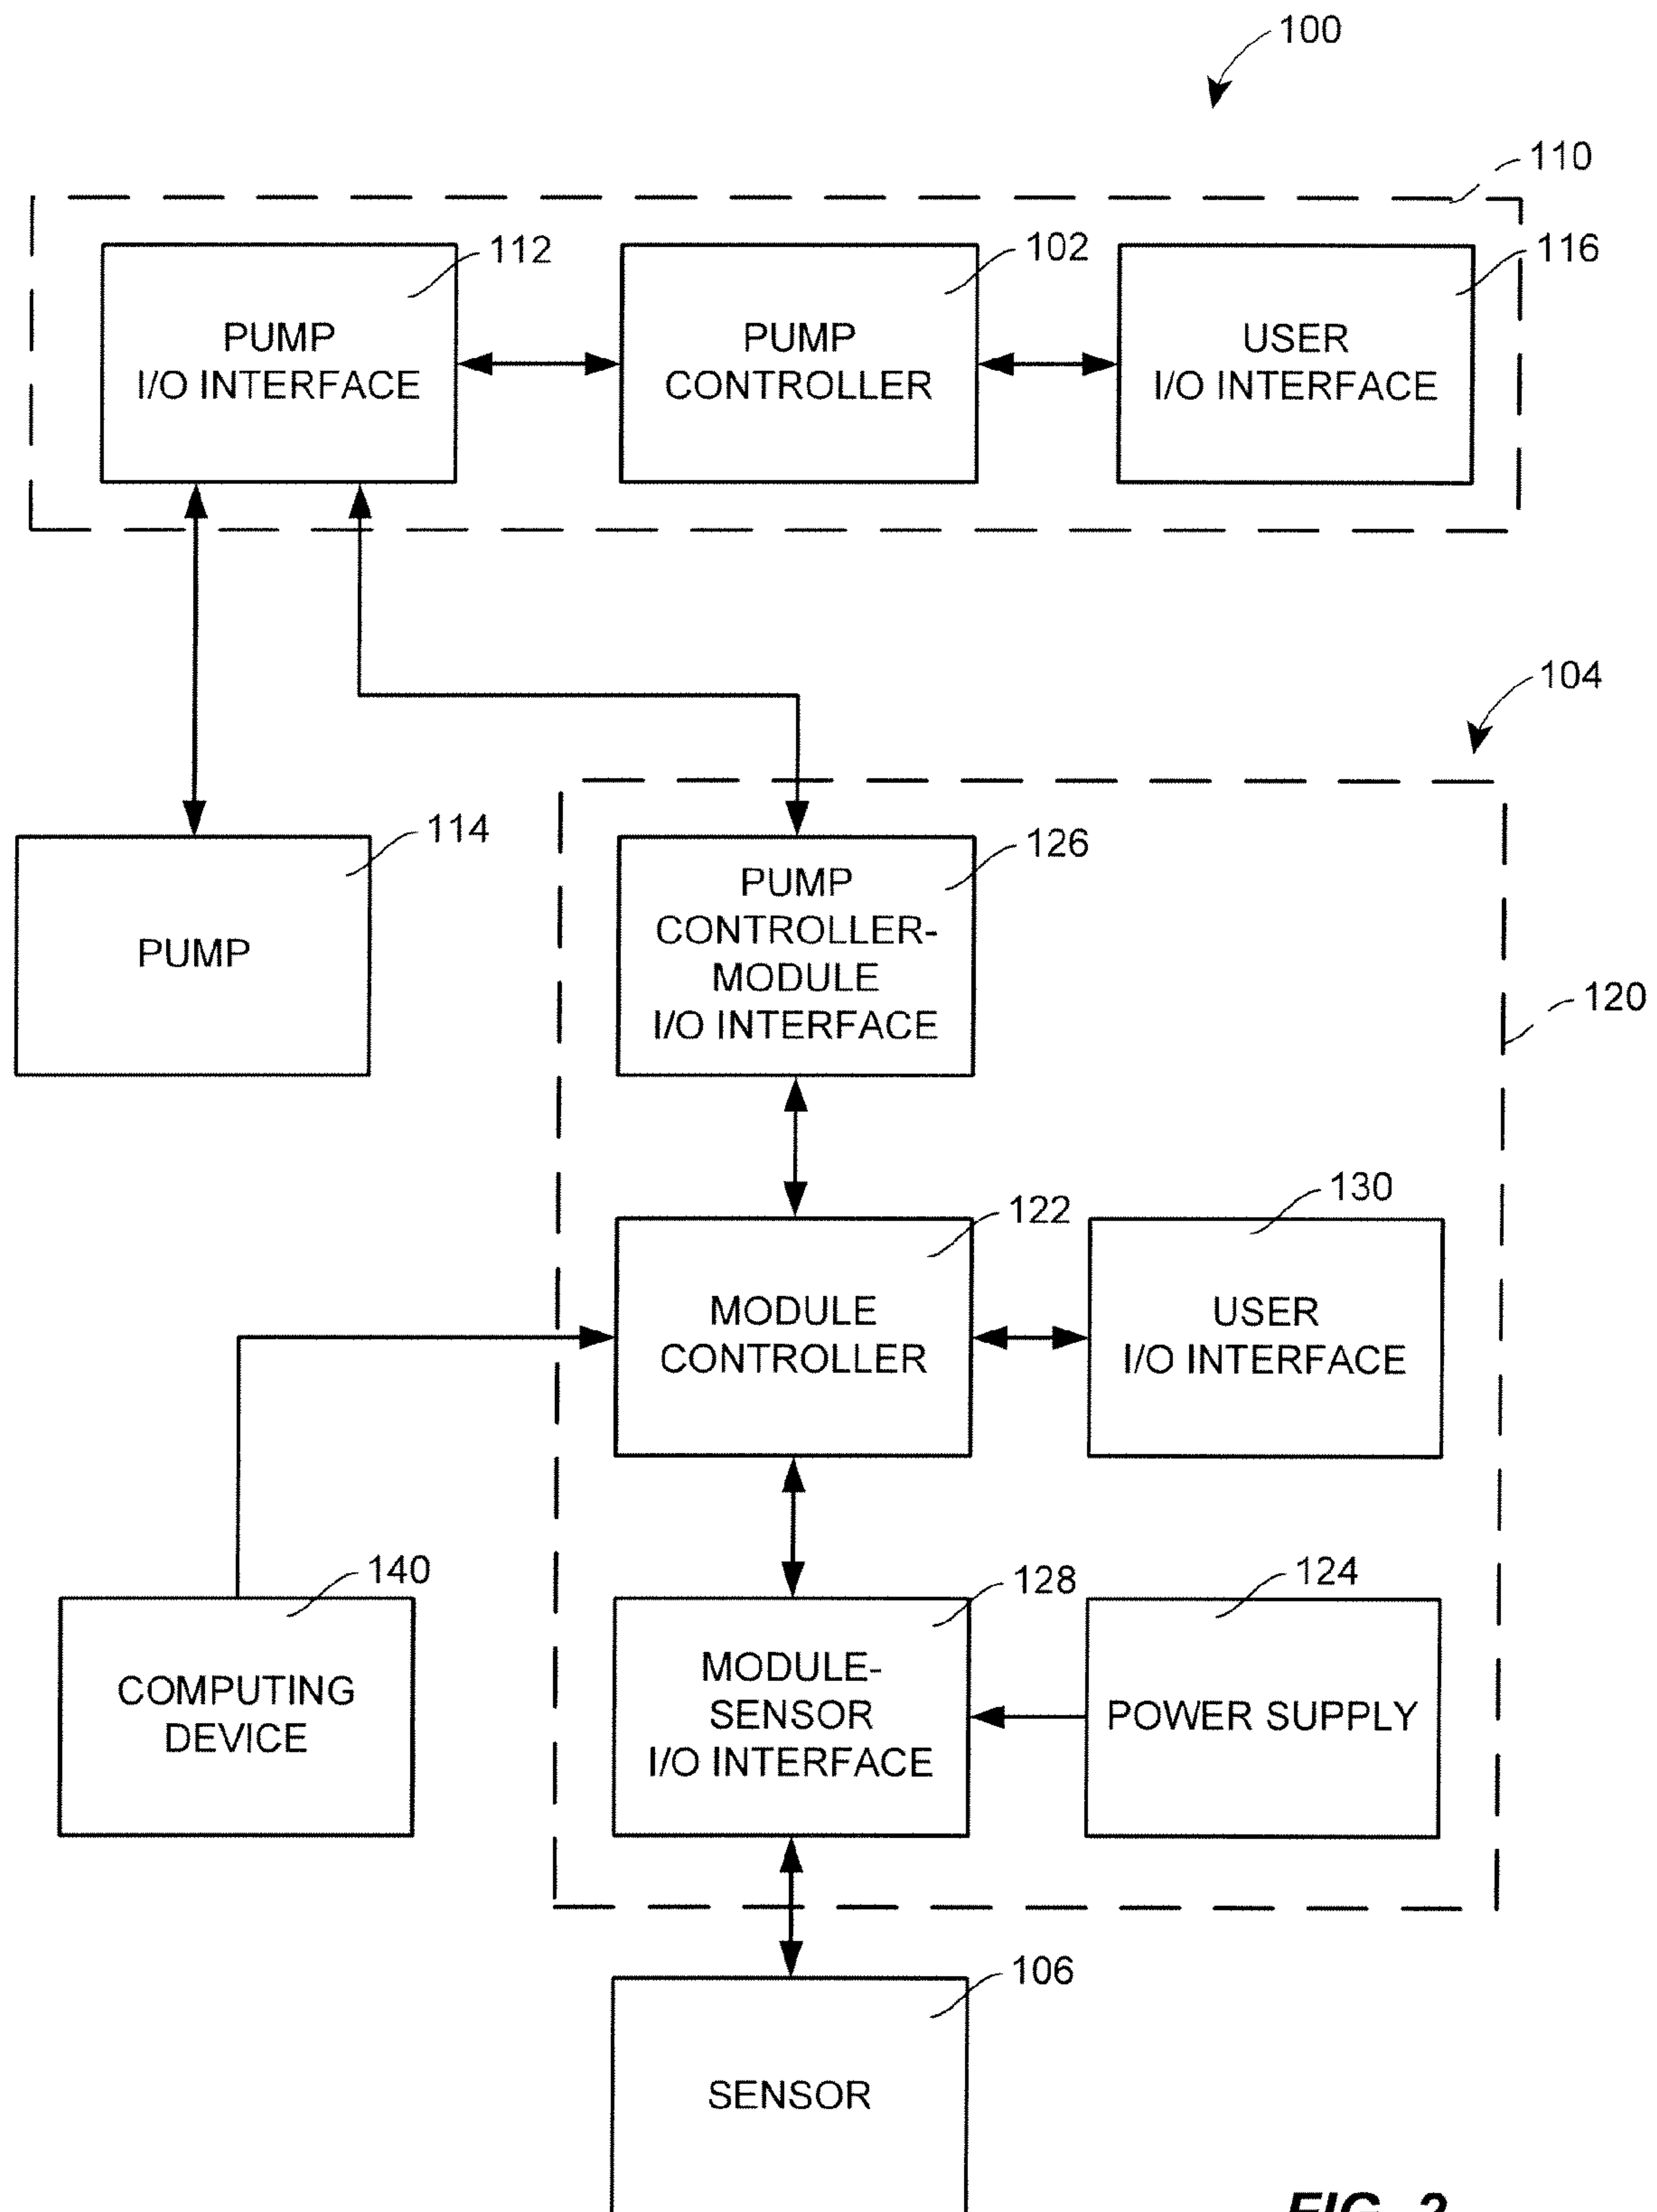 100
110
112
102
116
PUMP
I/O INTERFACE
PUMP
CONTROLLER
USER
I/O INTERFACE
104
114
126
PUMP
PUMP
CONTROLLER-
MODULE
I/O INTERFACE
120
122
130
MODULE
CONTROLLER
USER
I/O INTERFACE
140
128
124
COMPUTING
DEVICE
MODULE-
SENSOR
I/O INTERFACE
POWER SUPPLY
106
SENSOR
FIG. 2